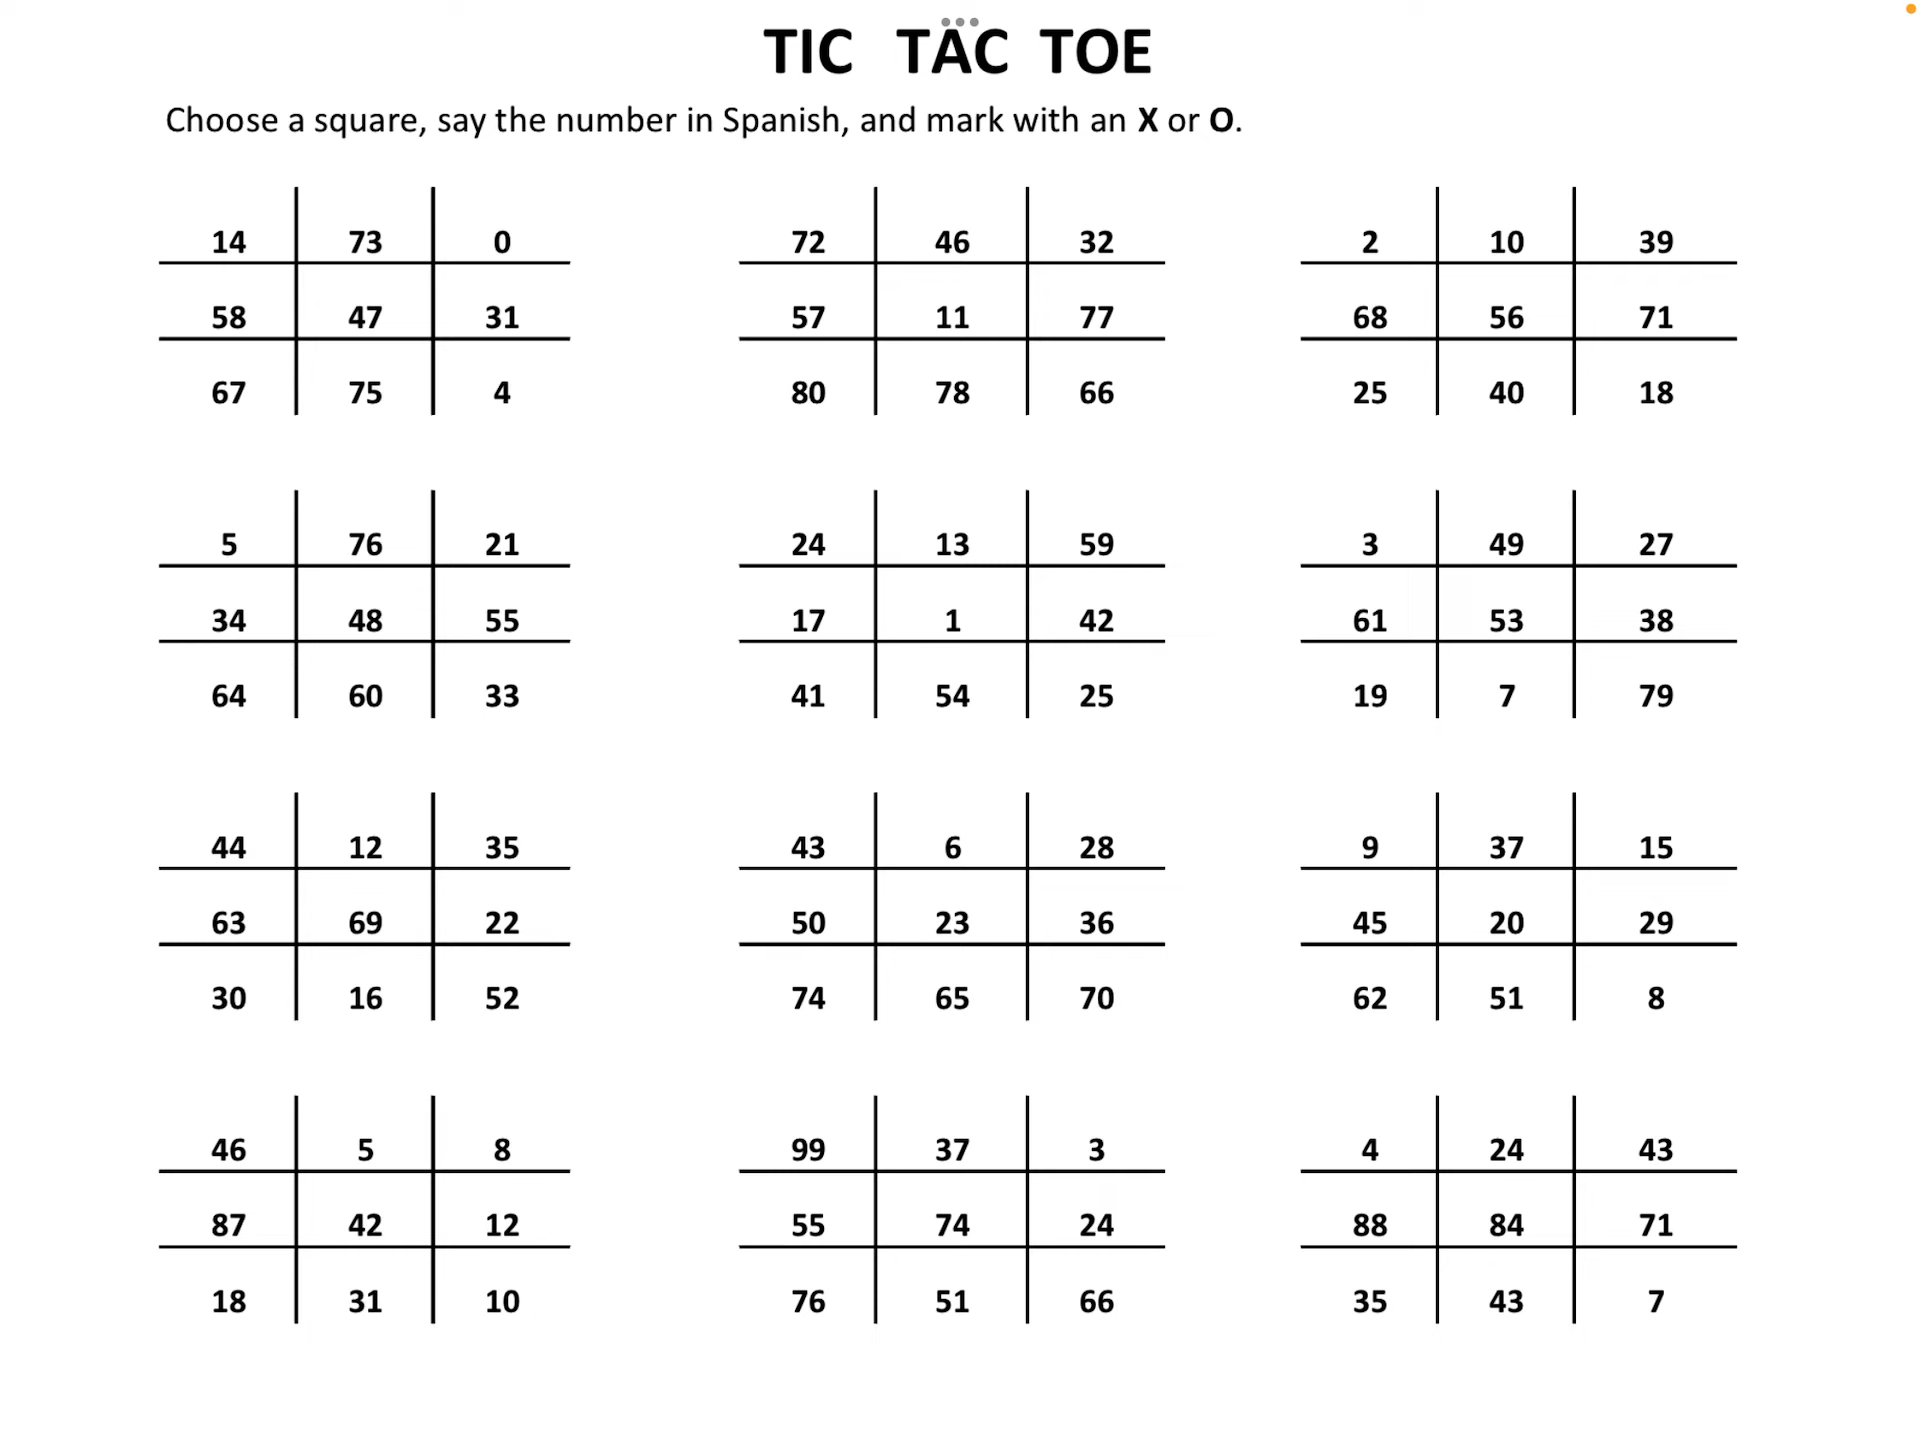 TIC TAC TOE
Choose a square, say the number in Spanish, and mark with an X or O.
14 73 0 72 46 32 2 10 39
58 47 31 57 11 77 68 56 71
67 75 4 80 78 66 25 40 18
5 76 21 24 13 59 3 49 27
34 48 55 17 1 42 61 53 38
64 60 33 41 54 25 19 7 79
44 12 35 43 6 28 9 37 15
63 69 22 50 23 36 45 20 29
30 16 52 74 65 70 62 51 8
46 5 8 99 37 3 4 24 43
87 42 12 55 74 24 88 84 71
18 31 10 76 51 66 35 43 7